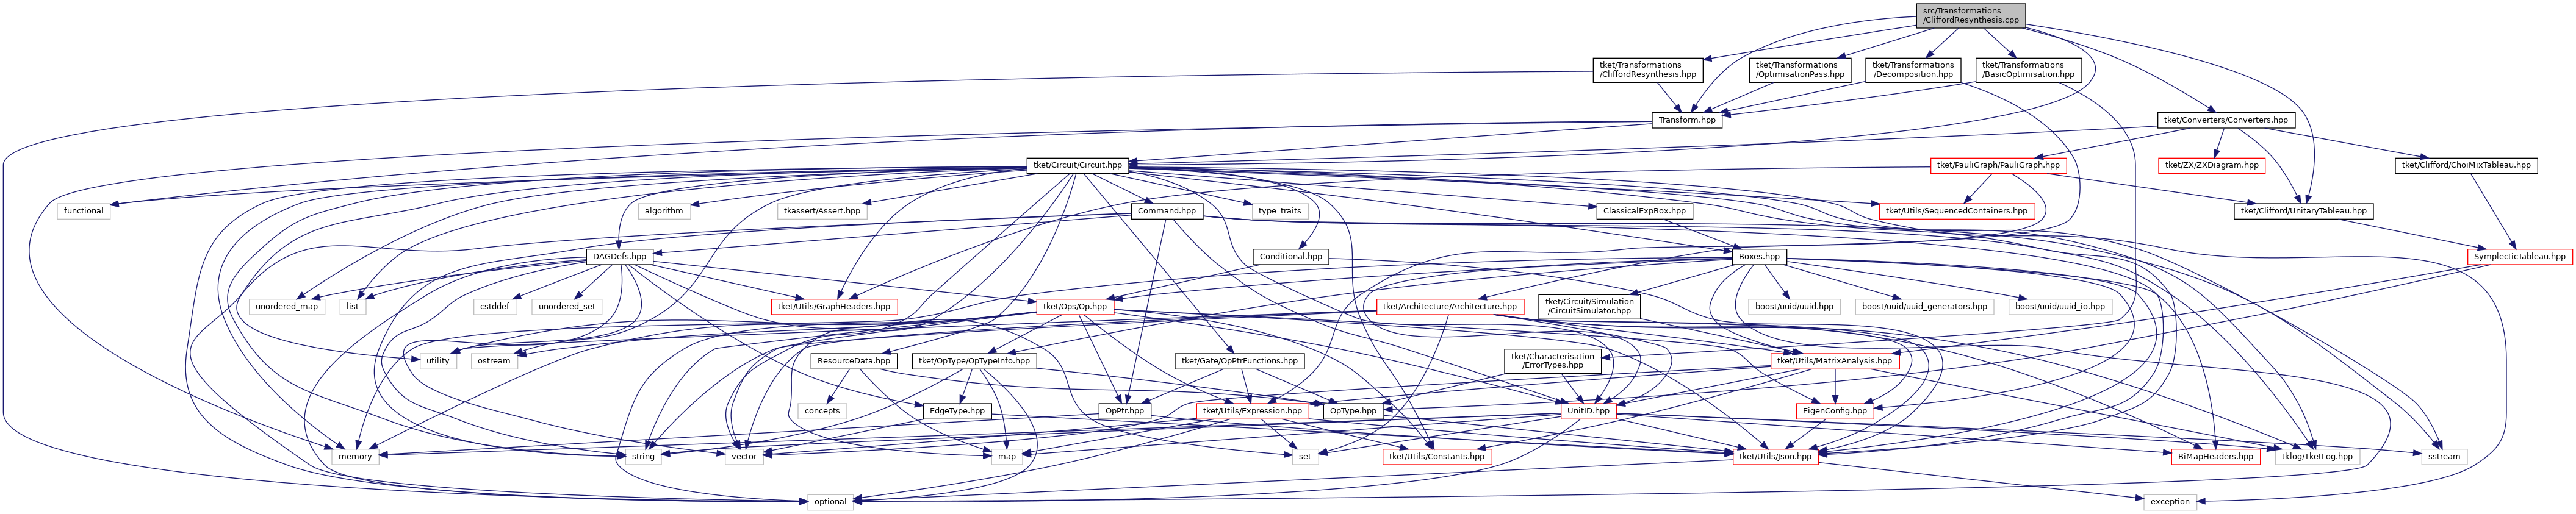 src/Transformations
/CliffordResynthesis.cpp
tket/Transformations
/CliffordResynthesis.hpp
tket/Transformations
/OptimisationPass.hpp
tket/Transformations
/Decomposition.hpp
tket/Transformations
/BasicOptimisation.hpp
Transform.hpp
tket/Converters/Converters.hpp
tket/Circuit/Circuit.hpp
tket/PauliGraph/PauliGraph.hpp
tket/ZX/ZXDiagram.hpp
tket/Clifford/ChoiMixTableau.hpp
functional
algorithm
tkassert/Assert.hpp
Command.hpp
type_traits
ClassicalExpBox.hpp
tket/Utils/SequencedContainers.hpp
tket/Clifford/UnitaryTableau.hpp
DAGDefs.hpp
Conditional.hpp
Boxes.hpp
SymplecticTableau.hpp
unordered_map
list
cstddef
unordered_set
tket/Utils/GraphHeaders.hpp
tket/Ops/Op.hpp
tket/Architecture/Architecture.hpp
tket/Circuit/Simulation
/CircuitSimulator.hpp
boost/uuid/uuid.hpp
boost/uuid/uuid_generators.hpp
boost/uuid/uuid_io.hpp
utility
ostream
ResourceData.hpp
tket/OpType/OpTypeInfo.hpp
tket/Gate/OpPtrFunctions.hpp
tket/Characterisation
/ErrorTypes.hpp
tket/Utils/MatrixAnalysis.hpp
concepts
EdgeType.hpp
OpPtr.hpp
tket/Utils/Expression.hpp
OpType.hpp
UnitID.hpp
EigenConfig.hpp
memory
string
vector
map
set
tket/Utils/Constants.hpp
tket/Utils/Json.hpp
BiMapHeaders.hpp
tklog/TketLog.hpp
sstream
optional
exception